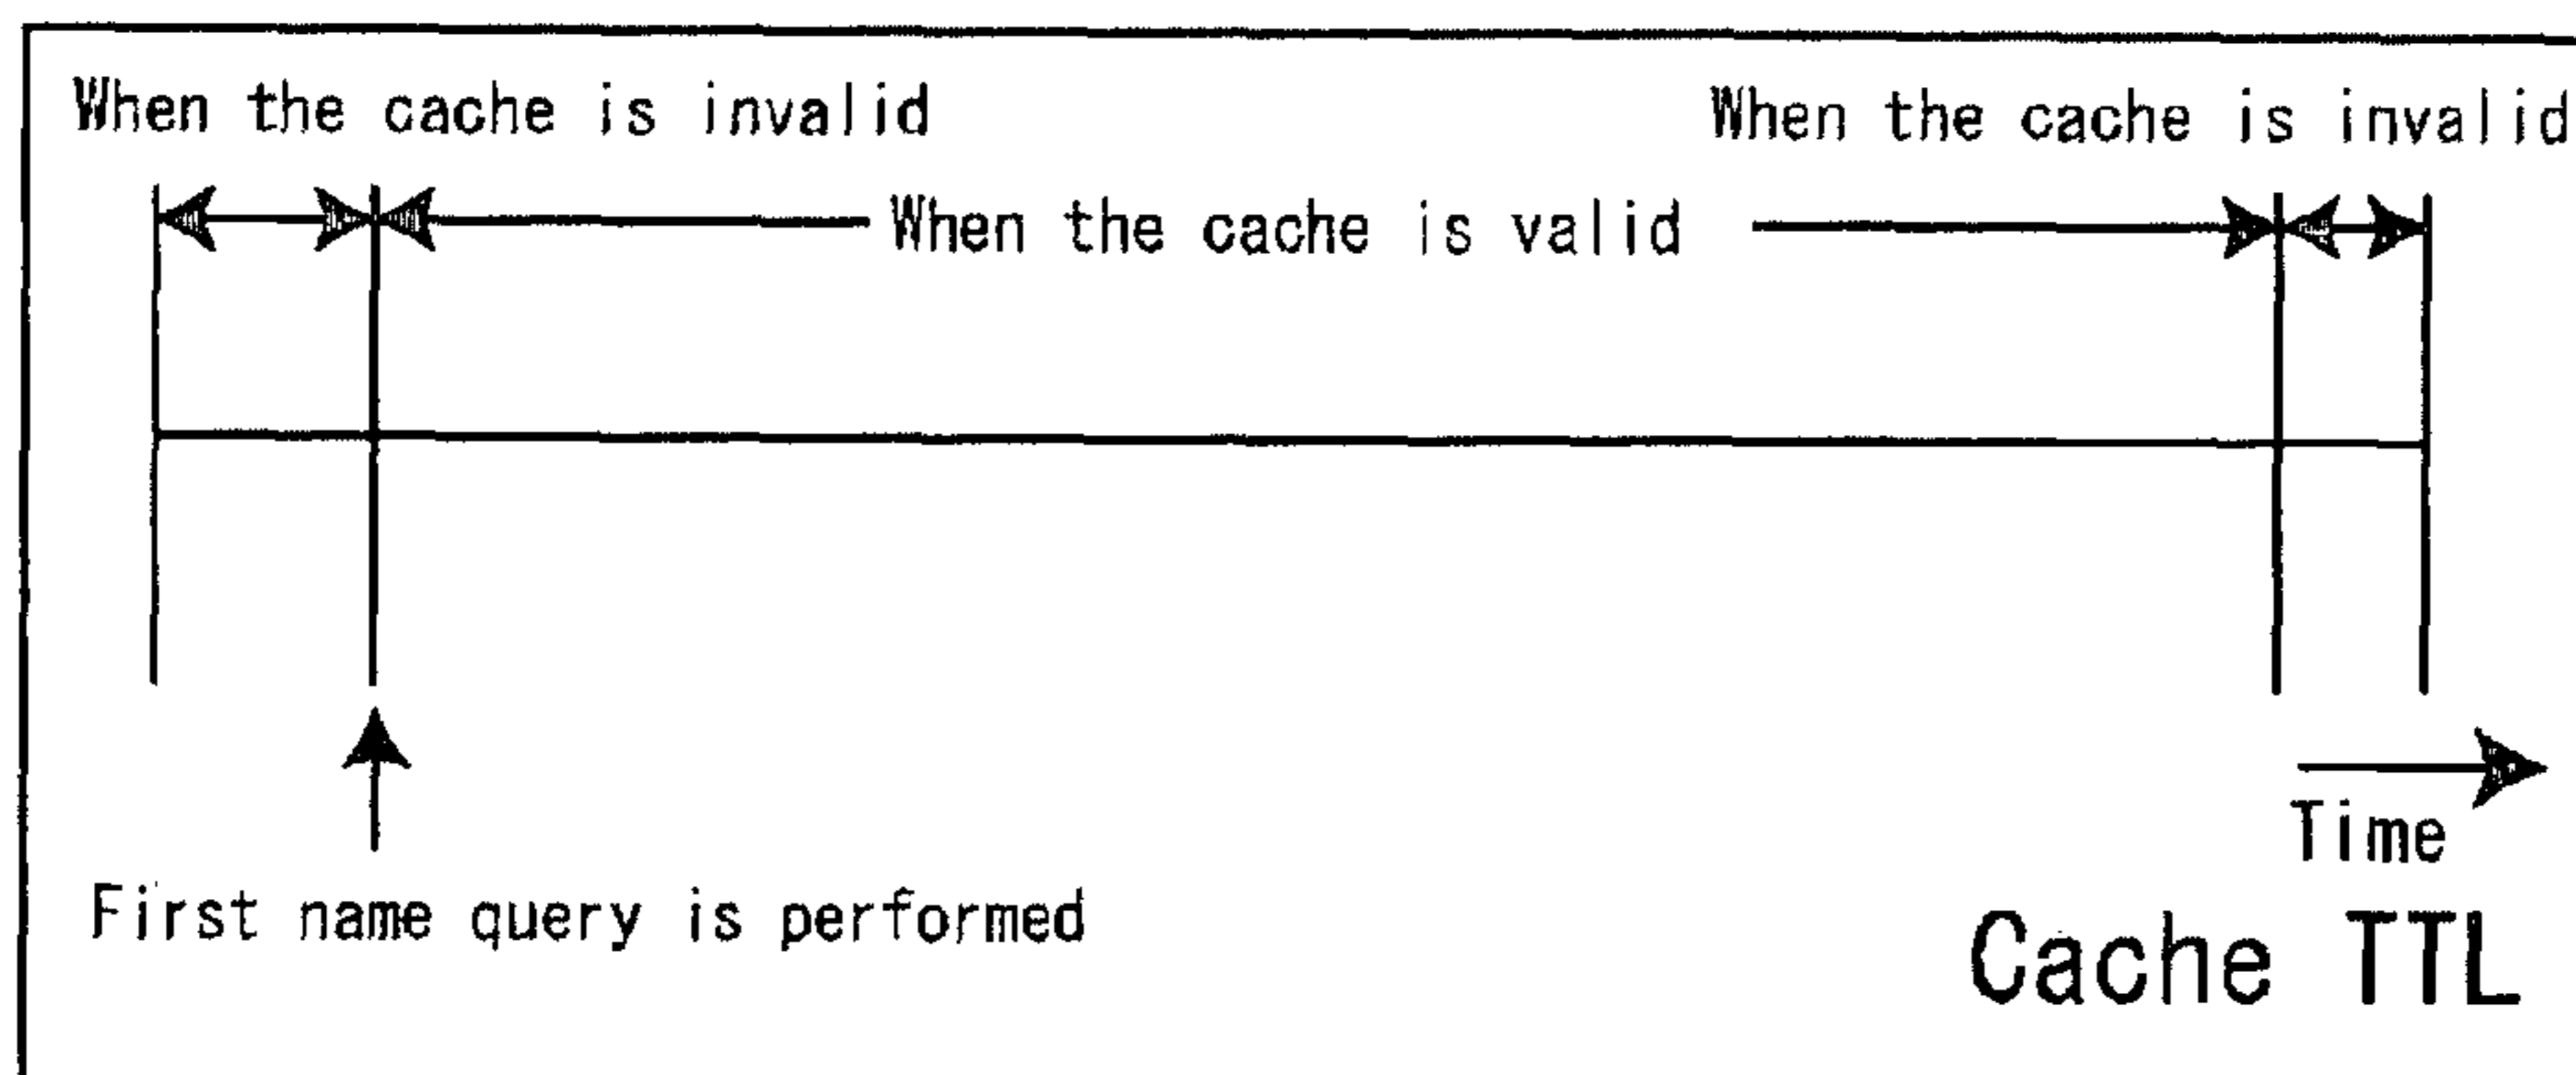 When the cache is invalid
When the cache is invalid
When the cache is valid
Time
First name query is performed
Cache TTL